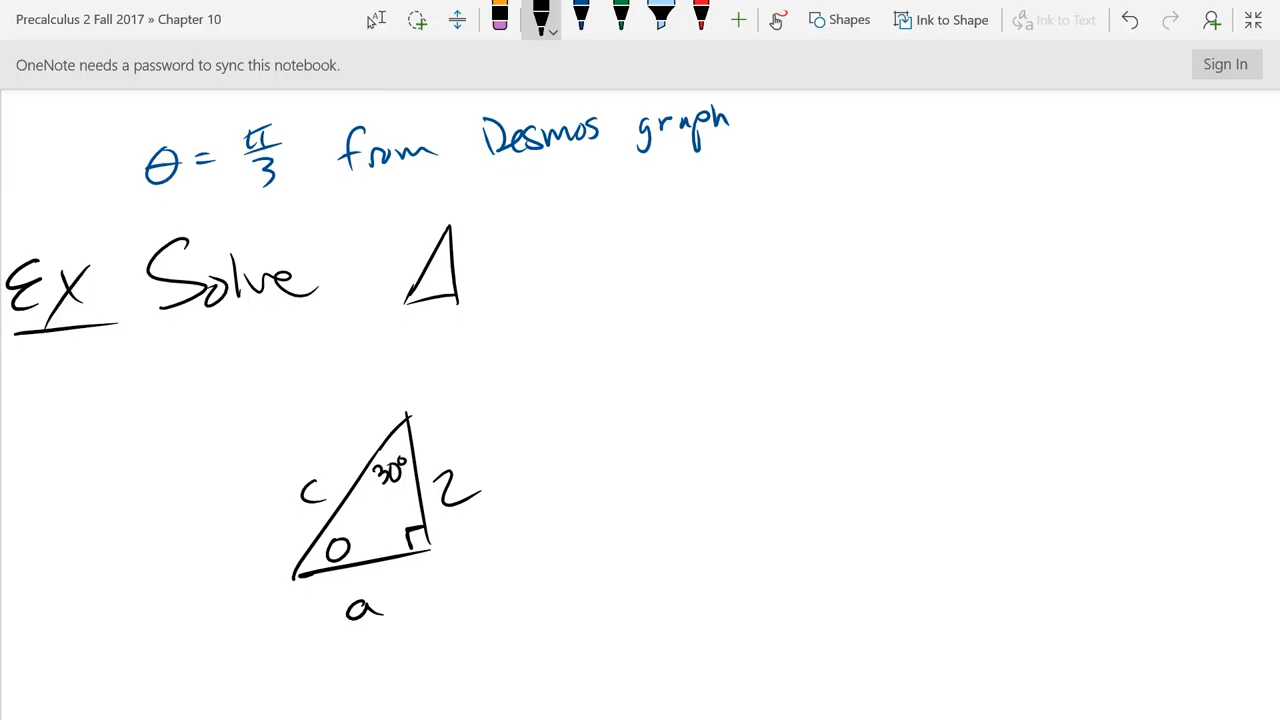 Precalculus 2 Fall 2017 » Chapter 10
Shapes
Ink to Shape
Ink to Text
OneNote needs a password to sync this notebook.
Sign In
θ = π/3 from Desmos graph
Ex Solve Δ
30°
c
2
θ
a